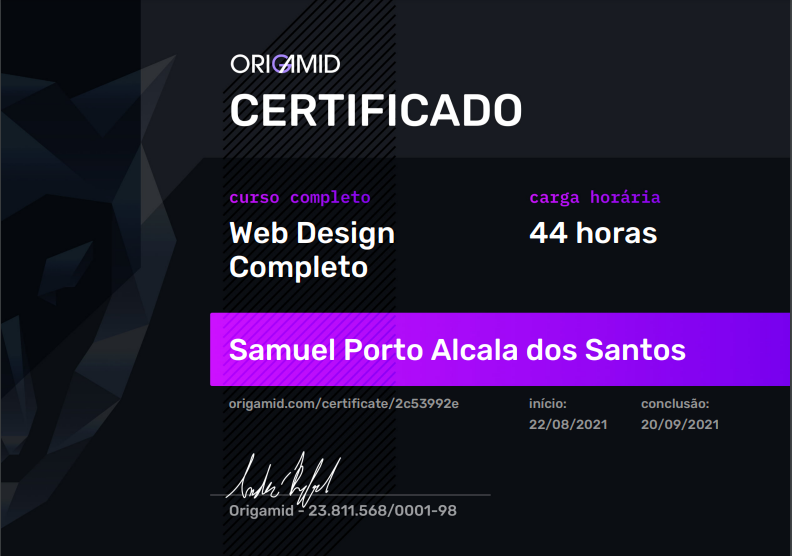 ORIGAMID
CERTIFICADO
curso completo
Web Design
Completo
carga horária
44 horas
Samuel Porto Alcala dos Santos
origamid.com/certificate/2c53992e
início:
22/08/2021
conclusão:
20/09/2021
Origamid - 23.811.568/0001-98